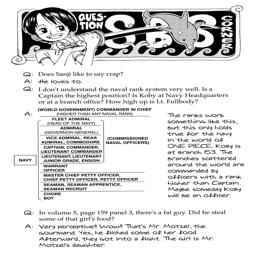 QUESTION
CORNER
Q: Does Sanji like to say crap?
A: He loves to.
Q: I don't understand the naval rank system very well. Is a
Captain the highest position? Is Koby at Navy Headquarters
or at a branch office? How high up is Lt. Fullbody?
A:
(WORLD GOVERNMENT) COMMANDER IN CHIEF
(HIGHER THAN ANY NAVAL RANK)
NAVY
FLEET ADMIRAL
(HEAD OF THE NAVY)
ADMIRAL
(GOVERNOR-GENERAL)
VICE ADMIRAL, REAR
ADMIRAL, COMMODORE
CAPTAIN, COMMANDER,
LIEUTENANT COMMANDER
LIEUTENANT, LIEUTENANT
JUNIOR GRADE, ENSIGN
(COMMISSIONED
NAVAL OFFICERS)
WARRANT
OFFICER
MASTER CHIEF PETTY OFFICER,
CHIEF PETTY OFFICER, PETTY OFFICER
SEAMAN, SEAMAN APPRENTICE,
SEAMAN RECRUIT
CHORE
BOY
The ranks work
something like this,
but this only holds
true for the navy
in the world of
ONE PIECE. Koby is
at Branch 153. The
branches scattered
around the world are
commanded by
officers with a rank
higher than Captain.
Maybe someday Koby
will be an officer.
Q: In volume 5, page 159 panel 3, there's a fat guy. Did he steal
some of that girl's food?
A: Very perceptive! Wow! That's Mr. Motzel,
the gourmand. Yes, he filched some of her food.
Afterward, they got into a fight. The girl is Mr.
Motzel's daughter.